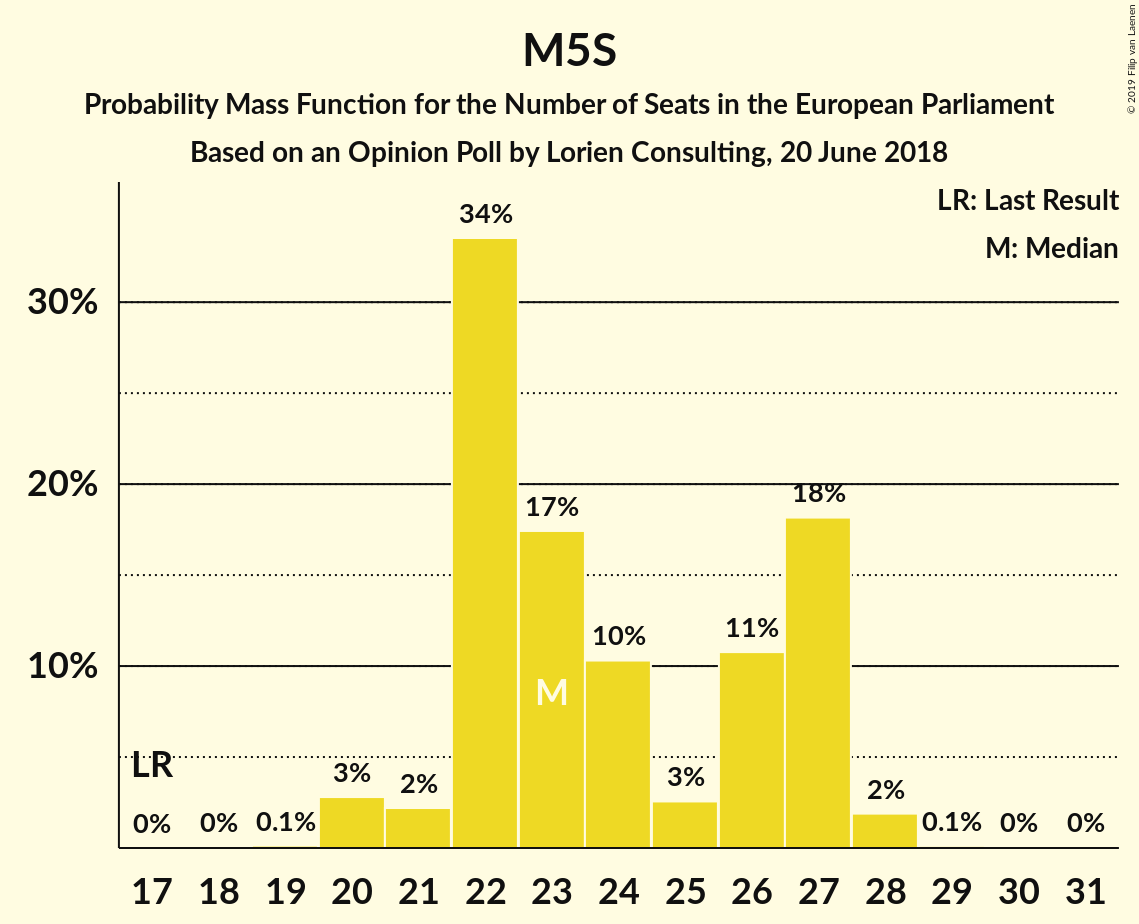 M5S
Probability Mass Function for the Number of Seats in the European Parliament
Based on an Opinion Poll by Lorien Consulting, 20 June 2018
© 2019 Filip van Laenen
LR: Last Result
M: Median
34%
30%
20%
18%
17%
11%
10%
10%
M
LR
3%
2%
3%
2%
0%
0%
0.1%
0.1%
0%
0%
17 18 19 20 21 22 23 24 25 26 27 28 29 30 31